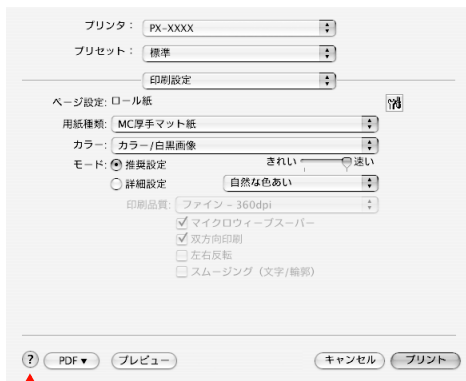 プリンタ： PX-XXXX
プリセット： 標準
印刷設定
ページ設定: ロール紙
用紙種類: MC厚手マット紙
カラー: カラー/白黒画像
モード: 推奨設定 きれい 速い
詳細設定 自然な色あい
印刷品質: ファイン – 360dpi
マイクロウィーブスーパー
双方向印刷
左右反転
スムージング（文字/輪郭）
? PDF▼ プレビュー キャンセル プリント